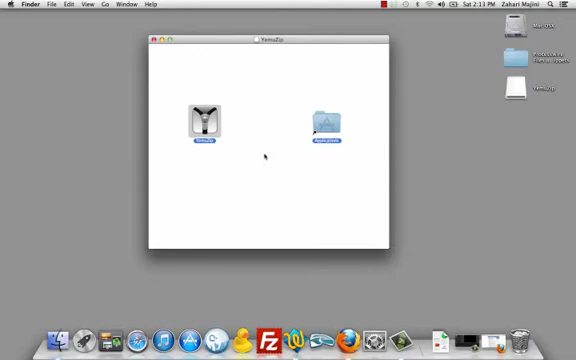 Finder File Edit View Go Window Help
Sat 2:13 PM Zahari Majini
YemuZip
Mac OSX
YemuZip
Applications
YemuZip
Fz